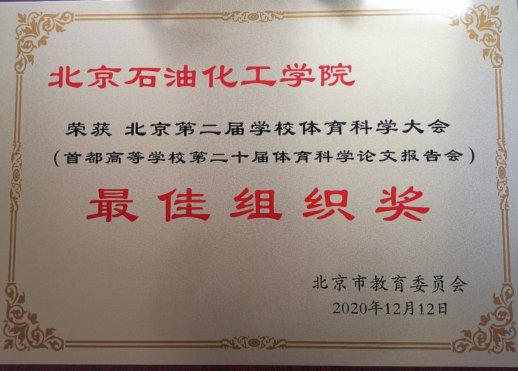 北京石油化工学院
荣获 北京第二届学校体育科学大会
（首都高等学校第二十届体育科学论文报告会）
最佳组织奖
北京市教育委员会
2020年12月12日